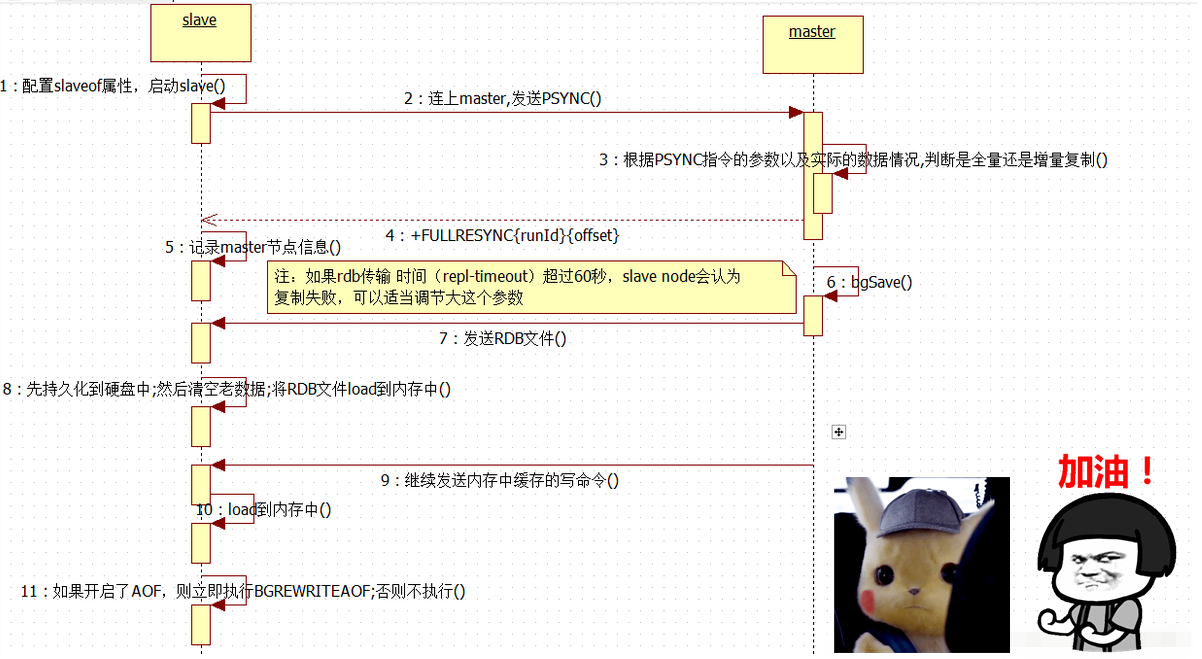 slave
master
1：配置slaveof属性，启动slave()
2：连上master,发送PSYNC()
3：根据PSYNC指令的参数以及实际的数据情况,判断是全量还是增量复制()
4：+FULLRESYNC{runId}{offset}
5：记录master节点信息()
注：如果rdb传输 时间（repl-timeout）超过60秒，slave node会认为
复制失败，可以适当调节大这个参数
6：bgSave()
7：发送RDB文件()
8：先持久化到硬盘中;然后清空老数据;将RDB文件load到内存中()
9：继续发送内存中缓存的写命令()
10：load到内存中()
11：如果开启了AOF，则立即执行BGREWRITEAOF;否则不执行()
加油！